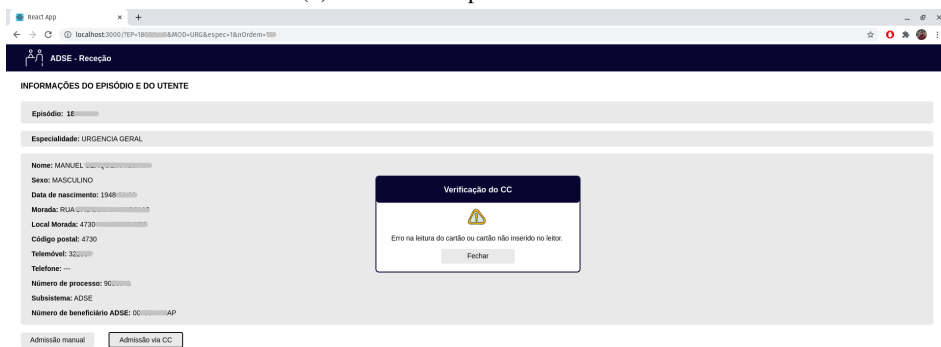 React App
localhost:3000/?EP=18 &MOD=URG&espec=1&nOrdem=1
ADSE - Receção
INFORMAÇÕES DO EPISÓDIO E DO UTENTE
Episódio: 18
Especialidade: URGENCIA GERAL
Nome: MANUEL
Sexo: MASCULINO
Data de nascimento: 1948
Morada: RUA
Local Morada: 4730
Código postal: 4730
Telemóvel: 32
Telefone: ---
Número de processo: 90
Subsistema: ADSE
Número de beneficiário ADSE: 00 AP
Verificação do CC
Erro na leitura do cartão ou cartão não inserido no leitor.
Fechar
Admissão manual
Admissão via CC